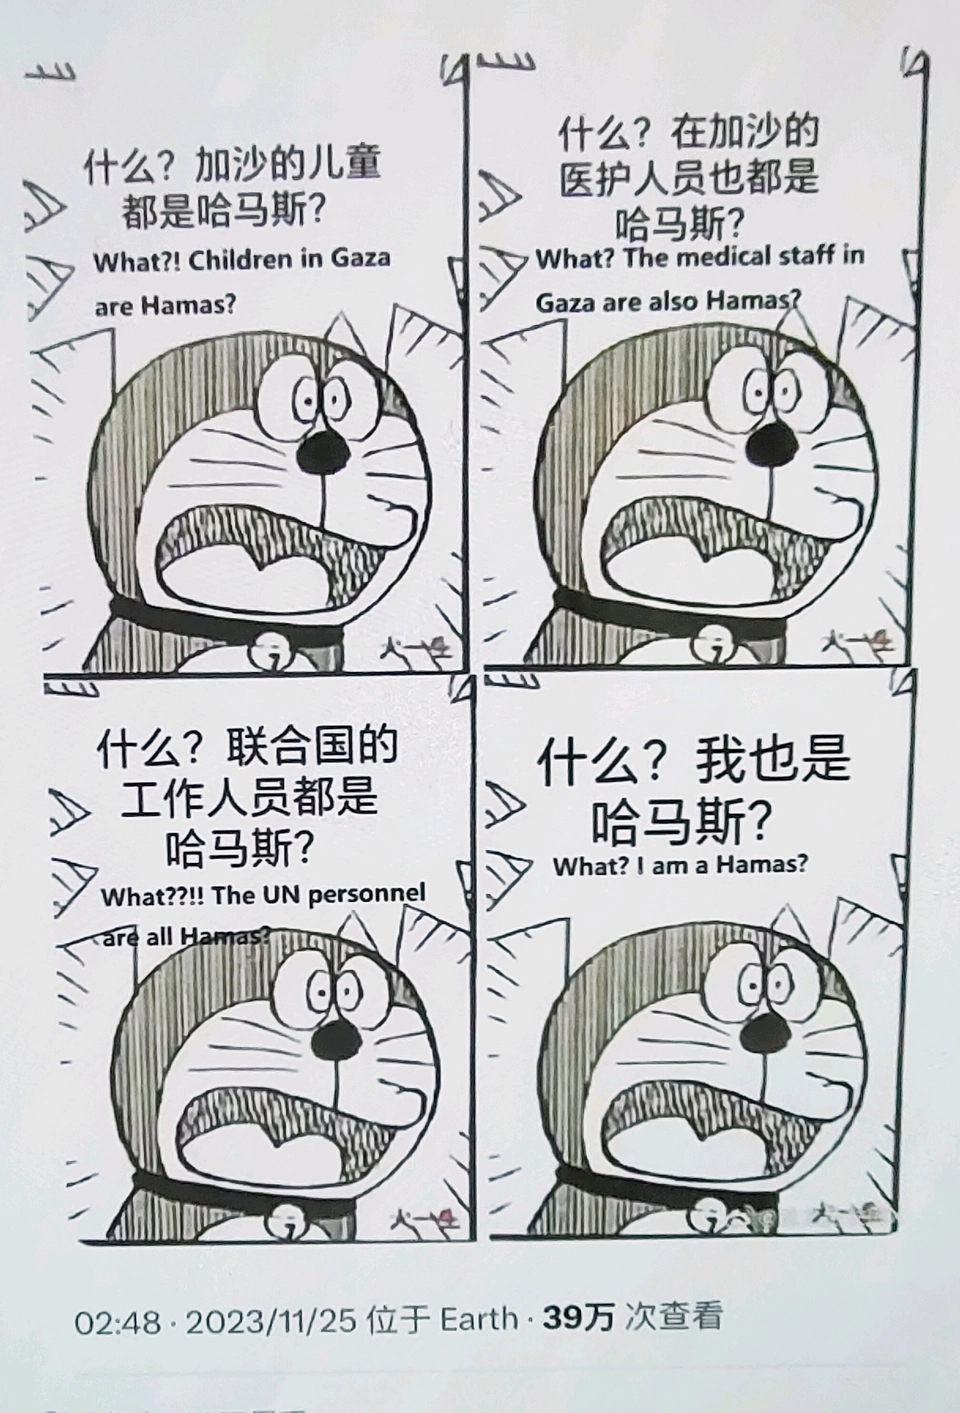 什么？加沙的儿童
都是哈马斯？
What?! Children in Gaza
are Hamas?
什么？在加沙的
医护人员也都是
哈马斯？
What? The medical staff in
Gaza are also Hamas?
什么？联合国的
工作人员都是
哈马斯？
What??!! The UN personnel
are all Hamas?
什么？我也是
哈马斯？
What? I am a Hamas?
02:48 · 2023/11/25 位于 Earth · 39万 次查看